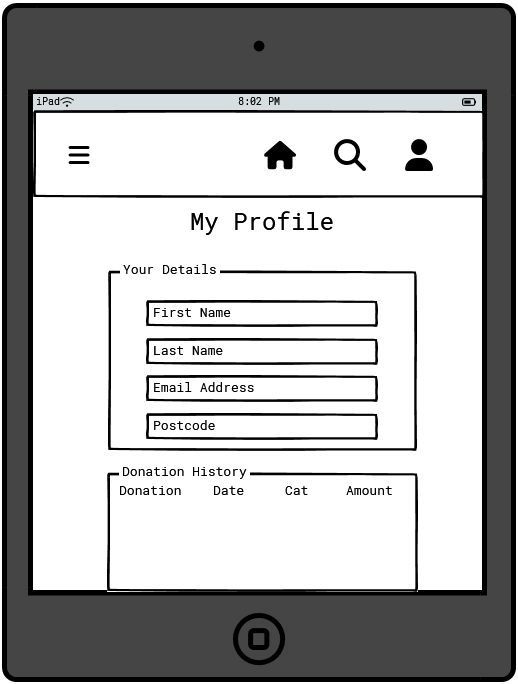 iPad 8:02 PM
My Profile
Your Details
First Name
Last Name
Email Address
Postcode
Donation History
Donation Date Cat Amount